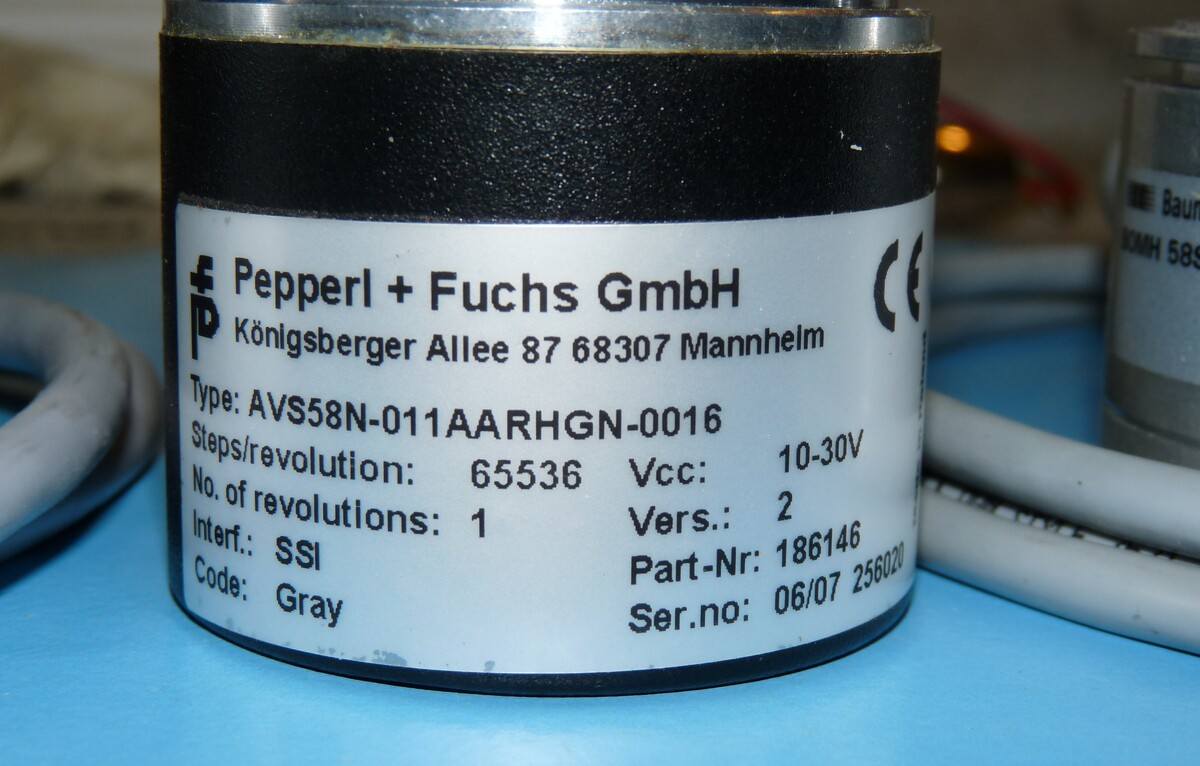 Pepperl + Fuchs GmbH
Königsberger Allee 87 68307 Mannheim
Type: AVS58N-011AARHGN-0016
Steps/revolution: 65536 Vcc: 10-30V
No. of revolutions: 1 Vers.: 2
Interf.: SSI Part-Nr: 186146
Code: Gray Ser.no: 06/07 256020
CE